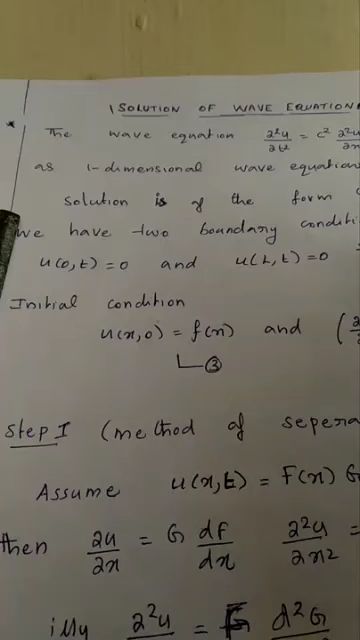 SOLUTION OF WAVE EQUATION
The wave equation ∂²u/∂t² = c² ∂²u/∂x
as 1-dimensional wave equation
solution is of the form
we have two boundary conditi
u(0,t) = 0 and u(L,t) = 0
Initial condition
u(x,0) = f(x) and (∂
③
Step I (method of sepera
Assume u(x,t) = F(x) G
then ∂u/∂x = G dF/dx ∂²u/∂x² =
illly ∂²u = F d²G